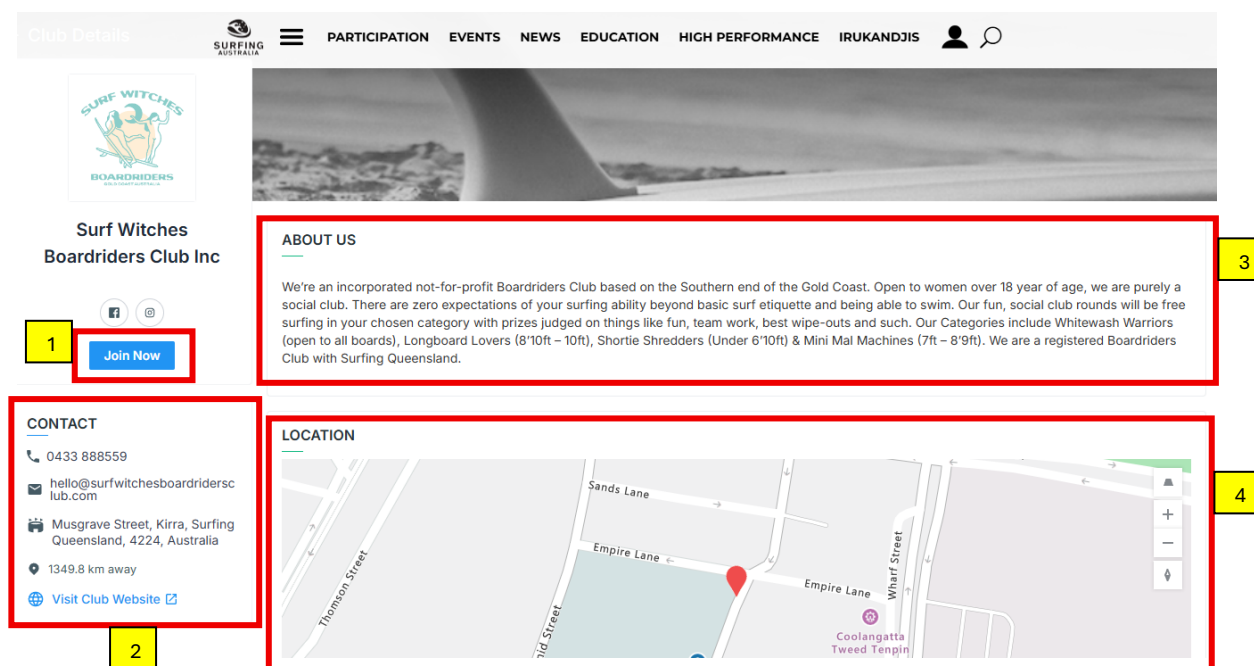 Club Details
SURFING
AUSTRALIA
PARTICIPATION EVENTS NEWS EDUCATION HIGH PERFORMANCE IRUKANDJIS
SURF WITCHES
BOARDRIDERS
GOLD COAST AUSTRALIA
Surf Witches
Boardriders Club Inc
1
Join Now
CONTACT
0433 888559
hello@surfwitchesboardridersc
lub.com
Musgrave Street, Kirra, Surfing
Queensland, 4224, Australia
1349.8 km away
Visit Club Website
2
ABOUT US
We're an incorporated not-for-profit Boardriders Club based on the Southern end of the Gold Coast. Open to women over 18 year of age, we are purely a
social club. There are zero expectations of your surfing ability beyond basic surf etiquette and being able to swim. Our fun, social club rounds will be free
surfing in your chosen category with prizes judged on things like fun, team work, best wipe-outs and such. Our Categories include Whitewash Warriors
(open to all boards), Longboard Lovers (8'10ft – 10ft), Shortie Shredders (Under 6'10ft) & Mini Mal Machines (7ft – 8'9ft). We are a registered Boardriders
Club with Surfing Queensland.
3
LOCATION
Sands Lane
Empire Lane
Empire Lane
Wharf Street
Thomson Street
Street
Coolangatta
Tweed Tenpin
4